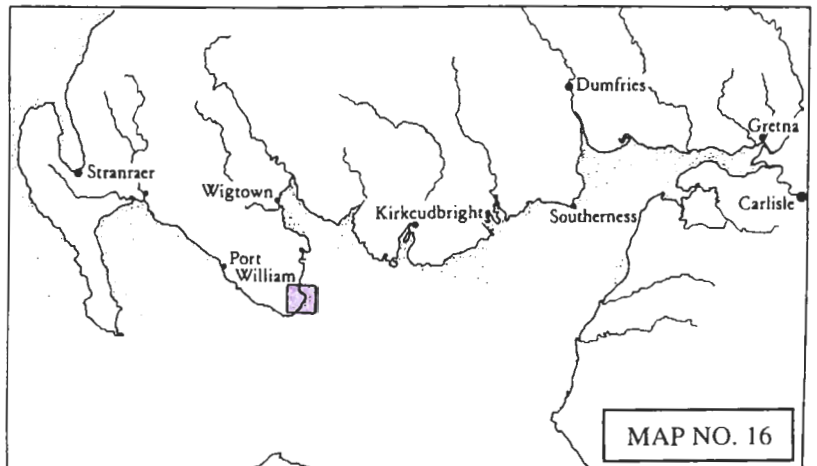 Dumfries
Gretna
Stranraer
Wigtown
Kirkcudbright
Southerness
Carlisle
Port
William
MAP NO. 16